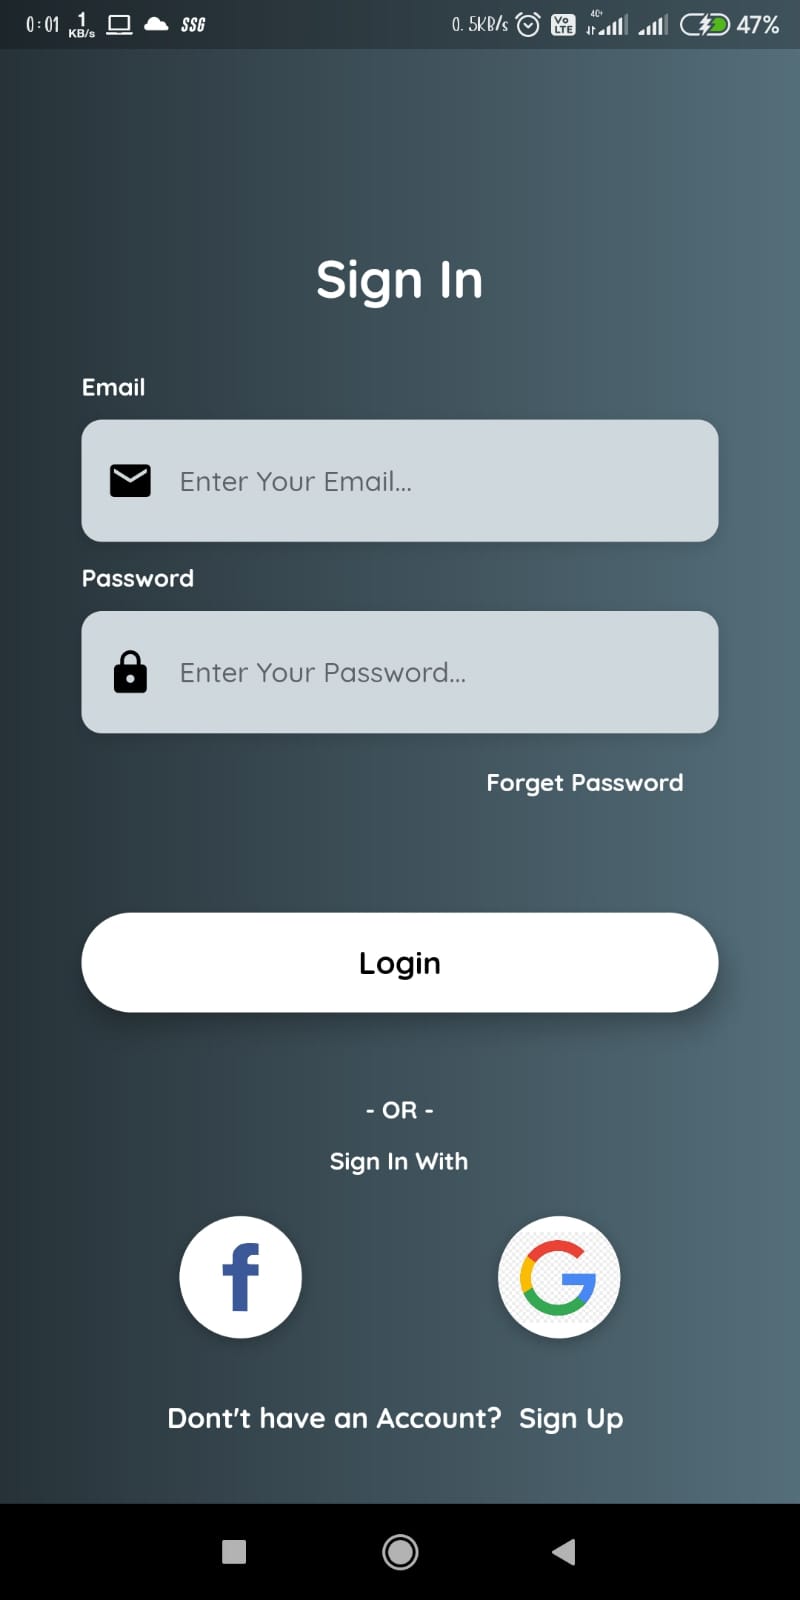 0:01 1 KB/s SSG 0.5KB/s Vo LTE 4G+ 47%
Sign In
Email
Enter Your Email...
Password
Enter Your Password...
Forget Password
Login
- OR -
Sign In With
f G
Dont't have an Account? Sign Up